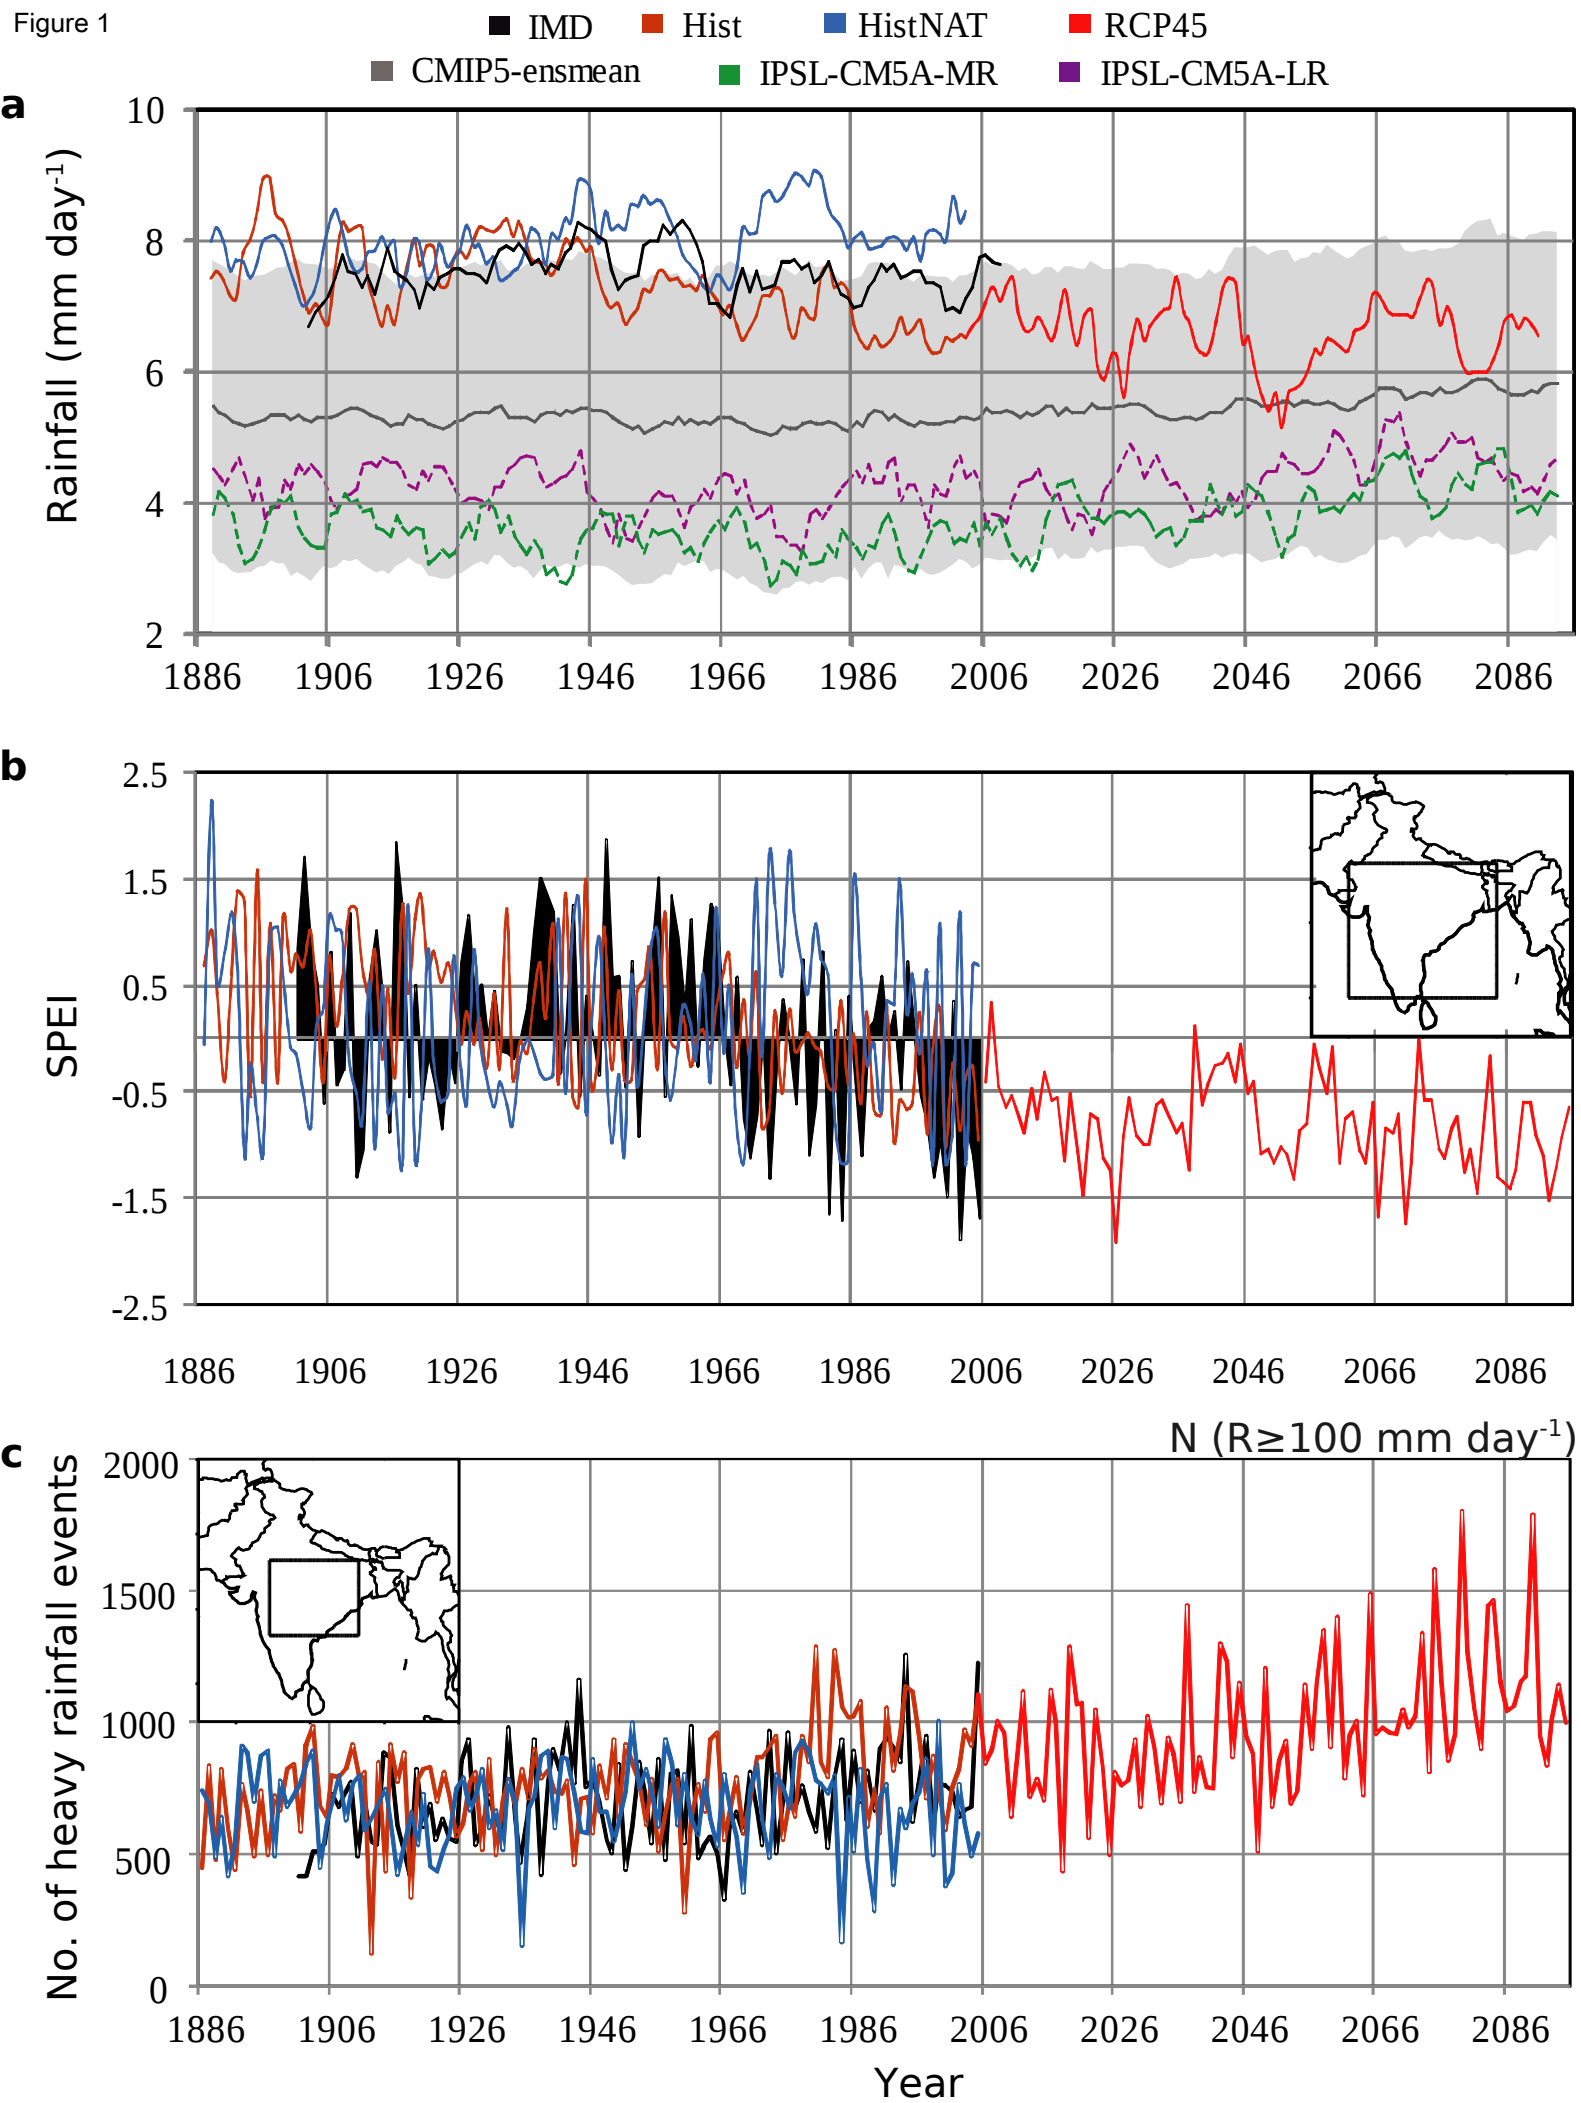 Figure 1
IMD Hist HistNAT RCP45
CMIP5-ensmean IPSL-CM5A-MR IPSL-CM5A-LR
a
Rainfall (mm day-1)
10
8
6
4
2
1886 1906 1926 1946 1966 1986 2006 2026 2046 2066 2086
b
SPEI
2.5
1.5
0.5
-0.5
-1.5
-2.5
1886 1906 1926 1946 1966 1986 2006 2026 2046 2066 2086
N (R≥100 mm day-1)
c
No. of heavy rainfall events
2000
1500
1000
500
0
1886 1906 1926 1946 1966 1986 2006 2026 2046 2066 2086
Year